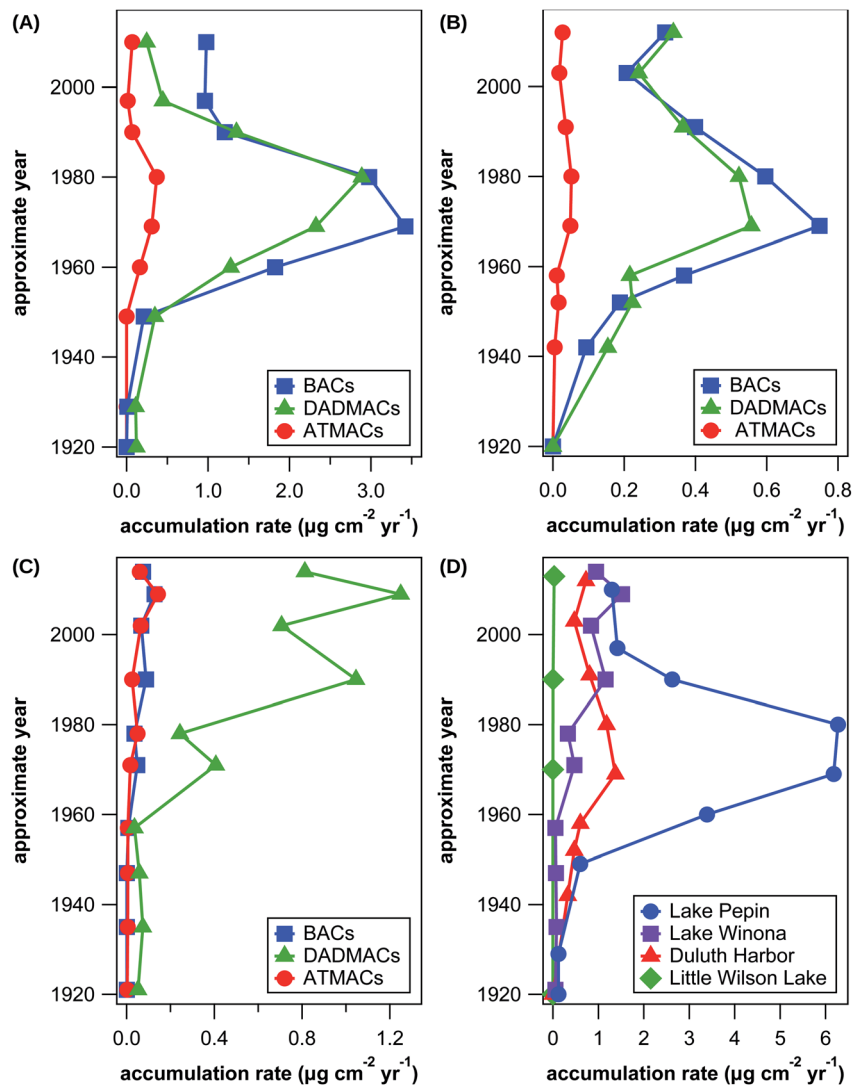 (A)
approximate year
2000
1980
1960
1940
1920
BACs
DADMACs
ATMACs
0.0 1.0 2.0 3.0
accumulation rate (µg cm⁻² yr⁻¹)
(B)
approximate year
2000
1980
1960
1940
1920
BACs
DADMACs
ATMACs
0.0 0.2 0.4 0.6 0.8
accumulation rate (µg cm⁻² yr⁻¹)
(C)
approximate year
2000
1980
1960
1940
1920
BACs
DADMACs
ATMACs
0.0 0.4 0.8 1.2
accumulation rate (µg cm⁻² yr⁻¹)
(D)
approximate year
2000
1980
1960
1940
1920
Lake Pepin
Lake Winona
Duluth Harbor
Little Wilson Lake
0 1 2 3 4 5 6
accumulation rate (µg cm⁻² yr⁻¹)